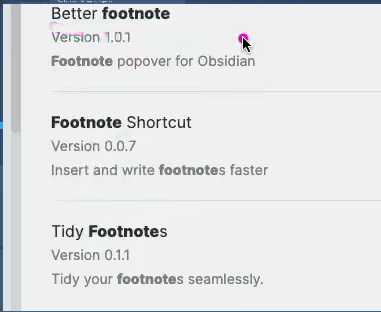 Better footnote
Version 1.0.1
Footnote popover for Obsidian
Footnote Shortcut
Version 0.0.7
Insert and write footnotes faster
Tidy Footnotes
Version 0.1.1
Tidy your footnotes seamlessly.